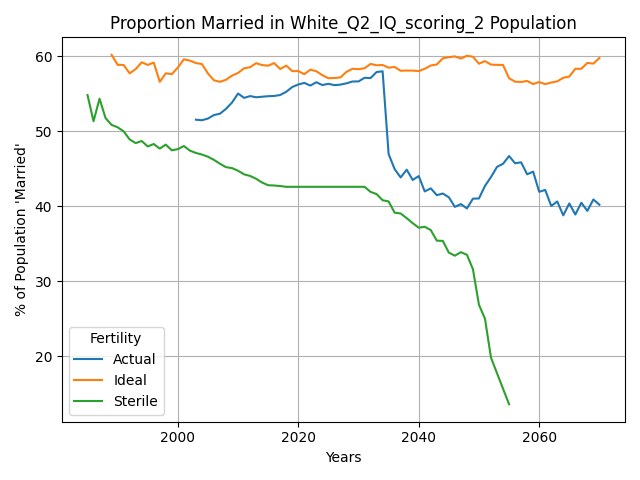 Proportion Married in White_Q2_IQ_scoring_2 Population
% of Population 'Married'
60
50
40
30
20
Fertility
Actual
Ideal
Sterile
2000 2020 2040 2060
Years